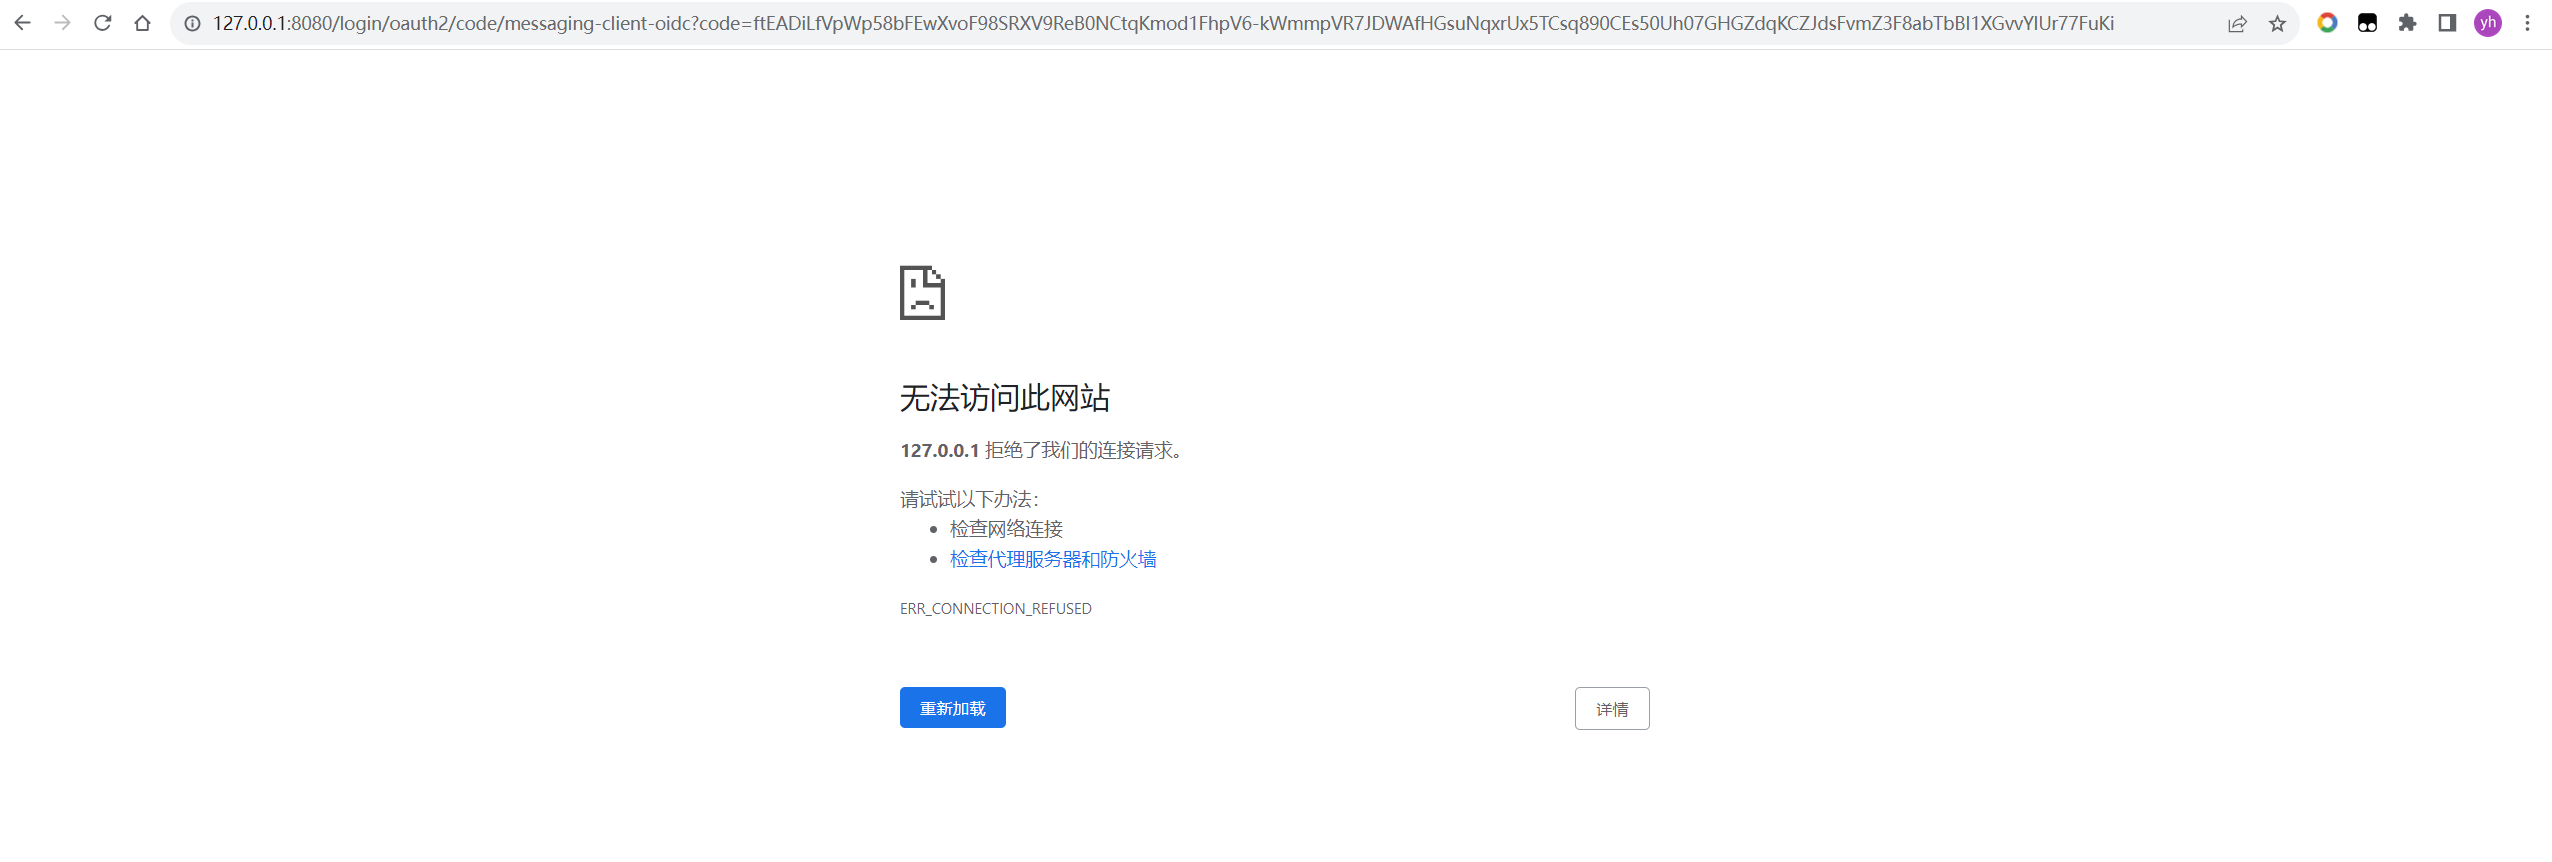 127.0.0.1:8080/login/oauth2/code/messaging-client-oidc?code=ftEADiLfVpWp58bFEwXvoF98SRXV9ReB0NCtqKmod1FhpV6-kWmmpVR7JDWAfHGsuNqxrUx5TCsq890CEs50Uh07GHGZdqKCZJdsFvmZ3F8abTbBI1XGvvYIUr77FuKi
yh
无法访问此网站
127.0.0.1 拒绝了我们的连接请求。
请试试以下办法：
检查网络连接
检查代理服务器和防火墙
ERR_CONNECTION_REFUSED
重新加载
详情